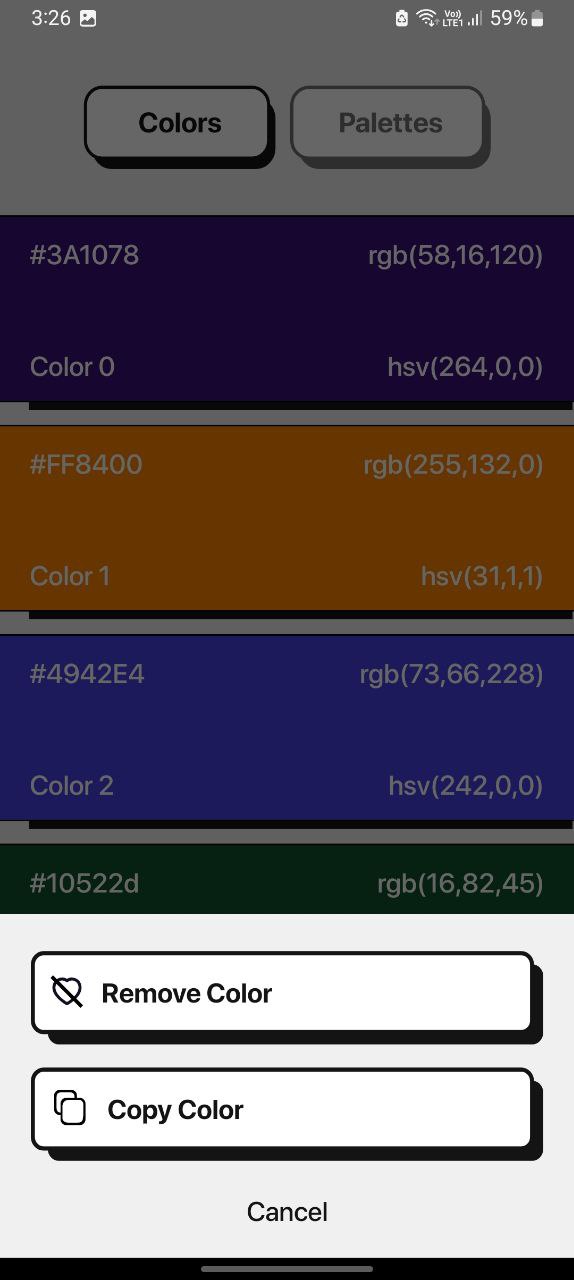 3:26 Vo)) LTE1 59%
Colors Palettes
#3A1078 rgb(58,16,120)
Color 0 hsv(264,0,0)
#FF8400 rgb(255,132,0)
Color 1 hsv(31,1,1)
#4942E4 rgb(73,66,228)
Color 2 hsv(242,0,0)
#10522d rgb(16,82,45)
Remove Color
Copy Color
Cancel